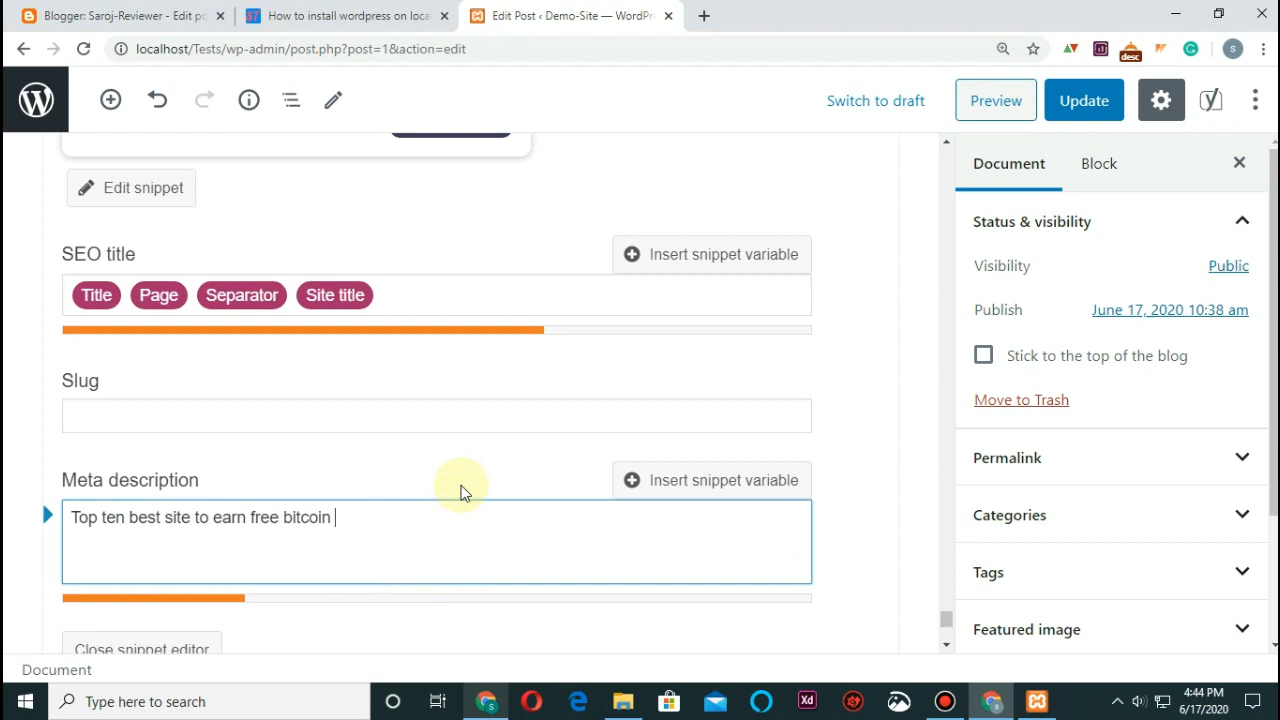 Blogger: Saroj-Reviewer - Edit po
How to install wordpress on loca
Edit Post ‹ Demo-Site — WordPre
localhost/Tests/wp-admin/post.php?post=1&action=edit
desc
S
Switch to draft
Preview
Update
Edit snippet
SEO title
Insert snippet variable
Title
Page
Separator
Site title
Slug
Meta description
Insert snippet variable
Top ten best site to earn free bitcoin
Close snippet editor
Document
Block
Status & visibility
Visibility
Public
Publish
June 17, 2020 10:38 am
Stick to the top of the blog
Move to Trash
Permalink
Categories
Tags
Featured image
Document
Type here to search
Xd
4:44 PM
6/17/2020